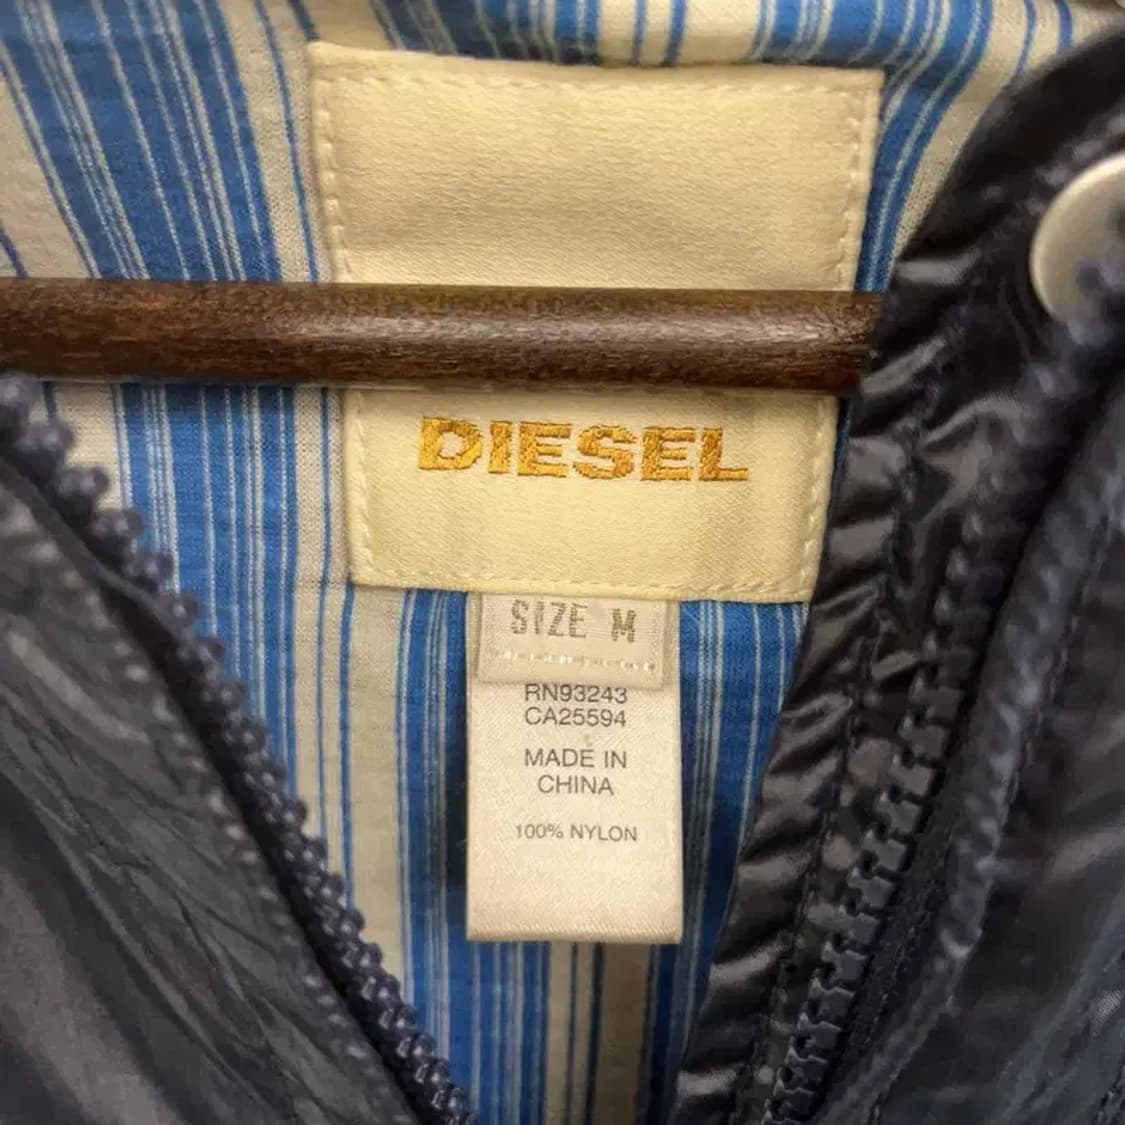 DIESEL
SIZE M
RN93243
CA25594
MADE IN
CHINA
100% NYLON